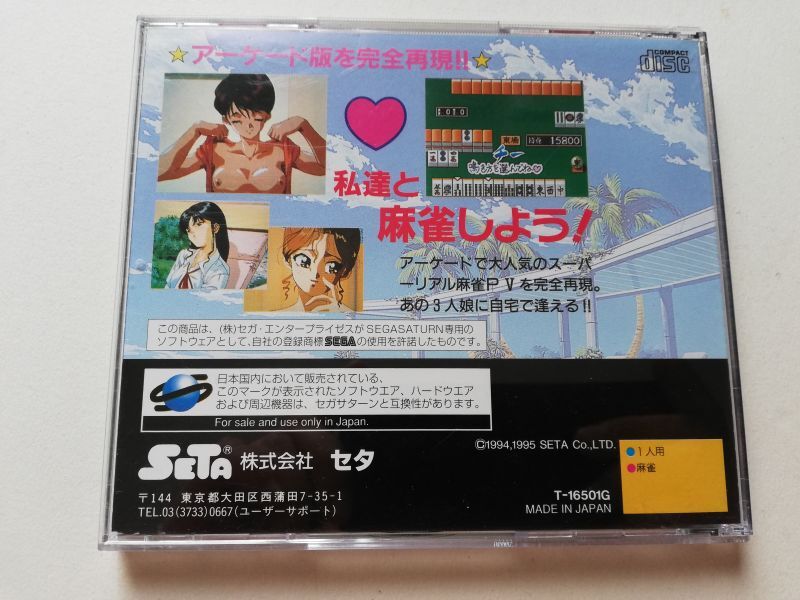 ★アーケード版を完全再現!!★
COMPACT
disc
010
東場
持点 15800
チー
私達と
麻雀しよう!
アーケードで大人気のスーパ
ーリアル麻雀PⅤを完全再現。
あの3人娘に自宅で逢える!!
この商品は、(株)セガ・エンタープライゼスがSEGASATURN専用の
ソフトウェアとして、自社の登録商標SEGAの使用を許諾したものです。
日本国内において販売されている、
このマークが表示されたソフトウエア、ハードウエア
および周辺機器は、セガサターンと互換性があります。
For sale and use only in Japan.
SETA® 株式会社 セタ
〒144 東京都大田区西蒲田7-35-1
TEL.03(3733)0667(ユーザーサポート)
©1994,1995 SETA Co.,LTD.
●1人用
●麻雀
T-16501G
MADE IN JAPAN